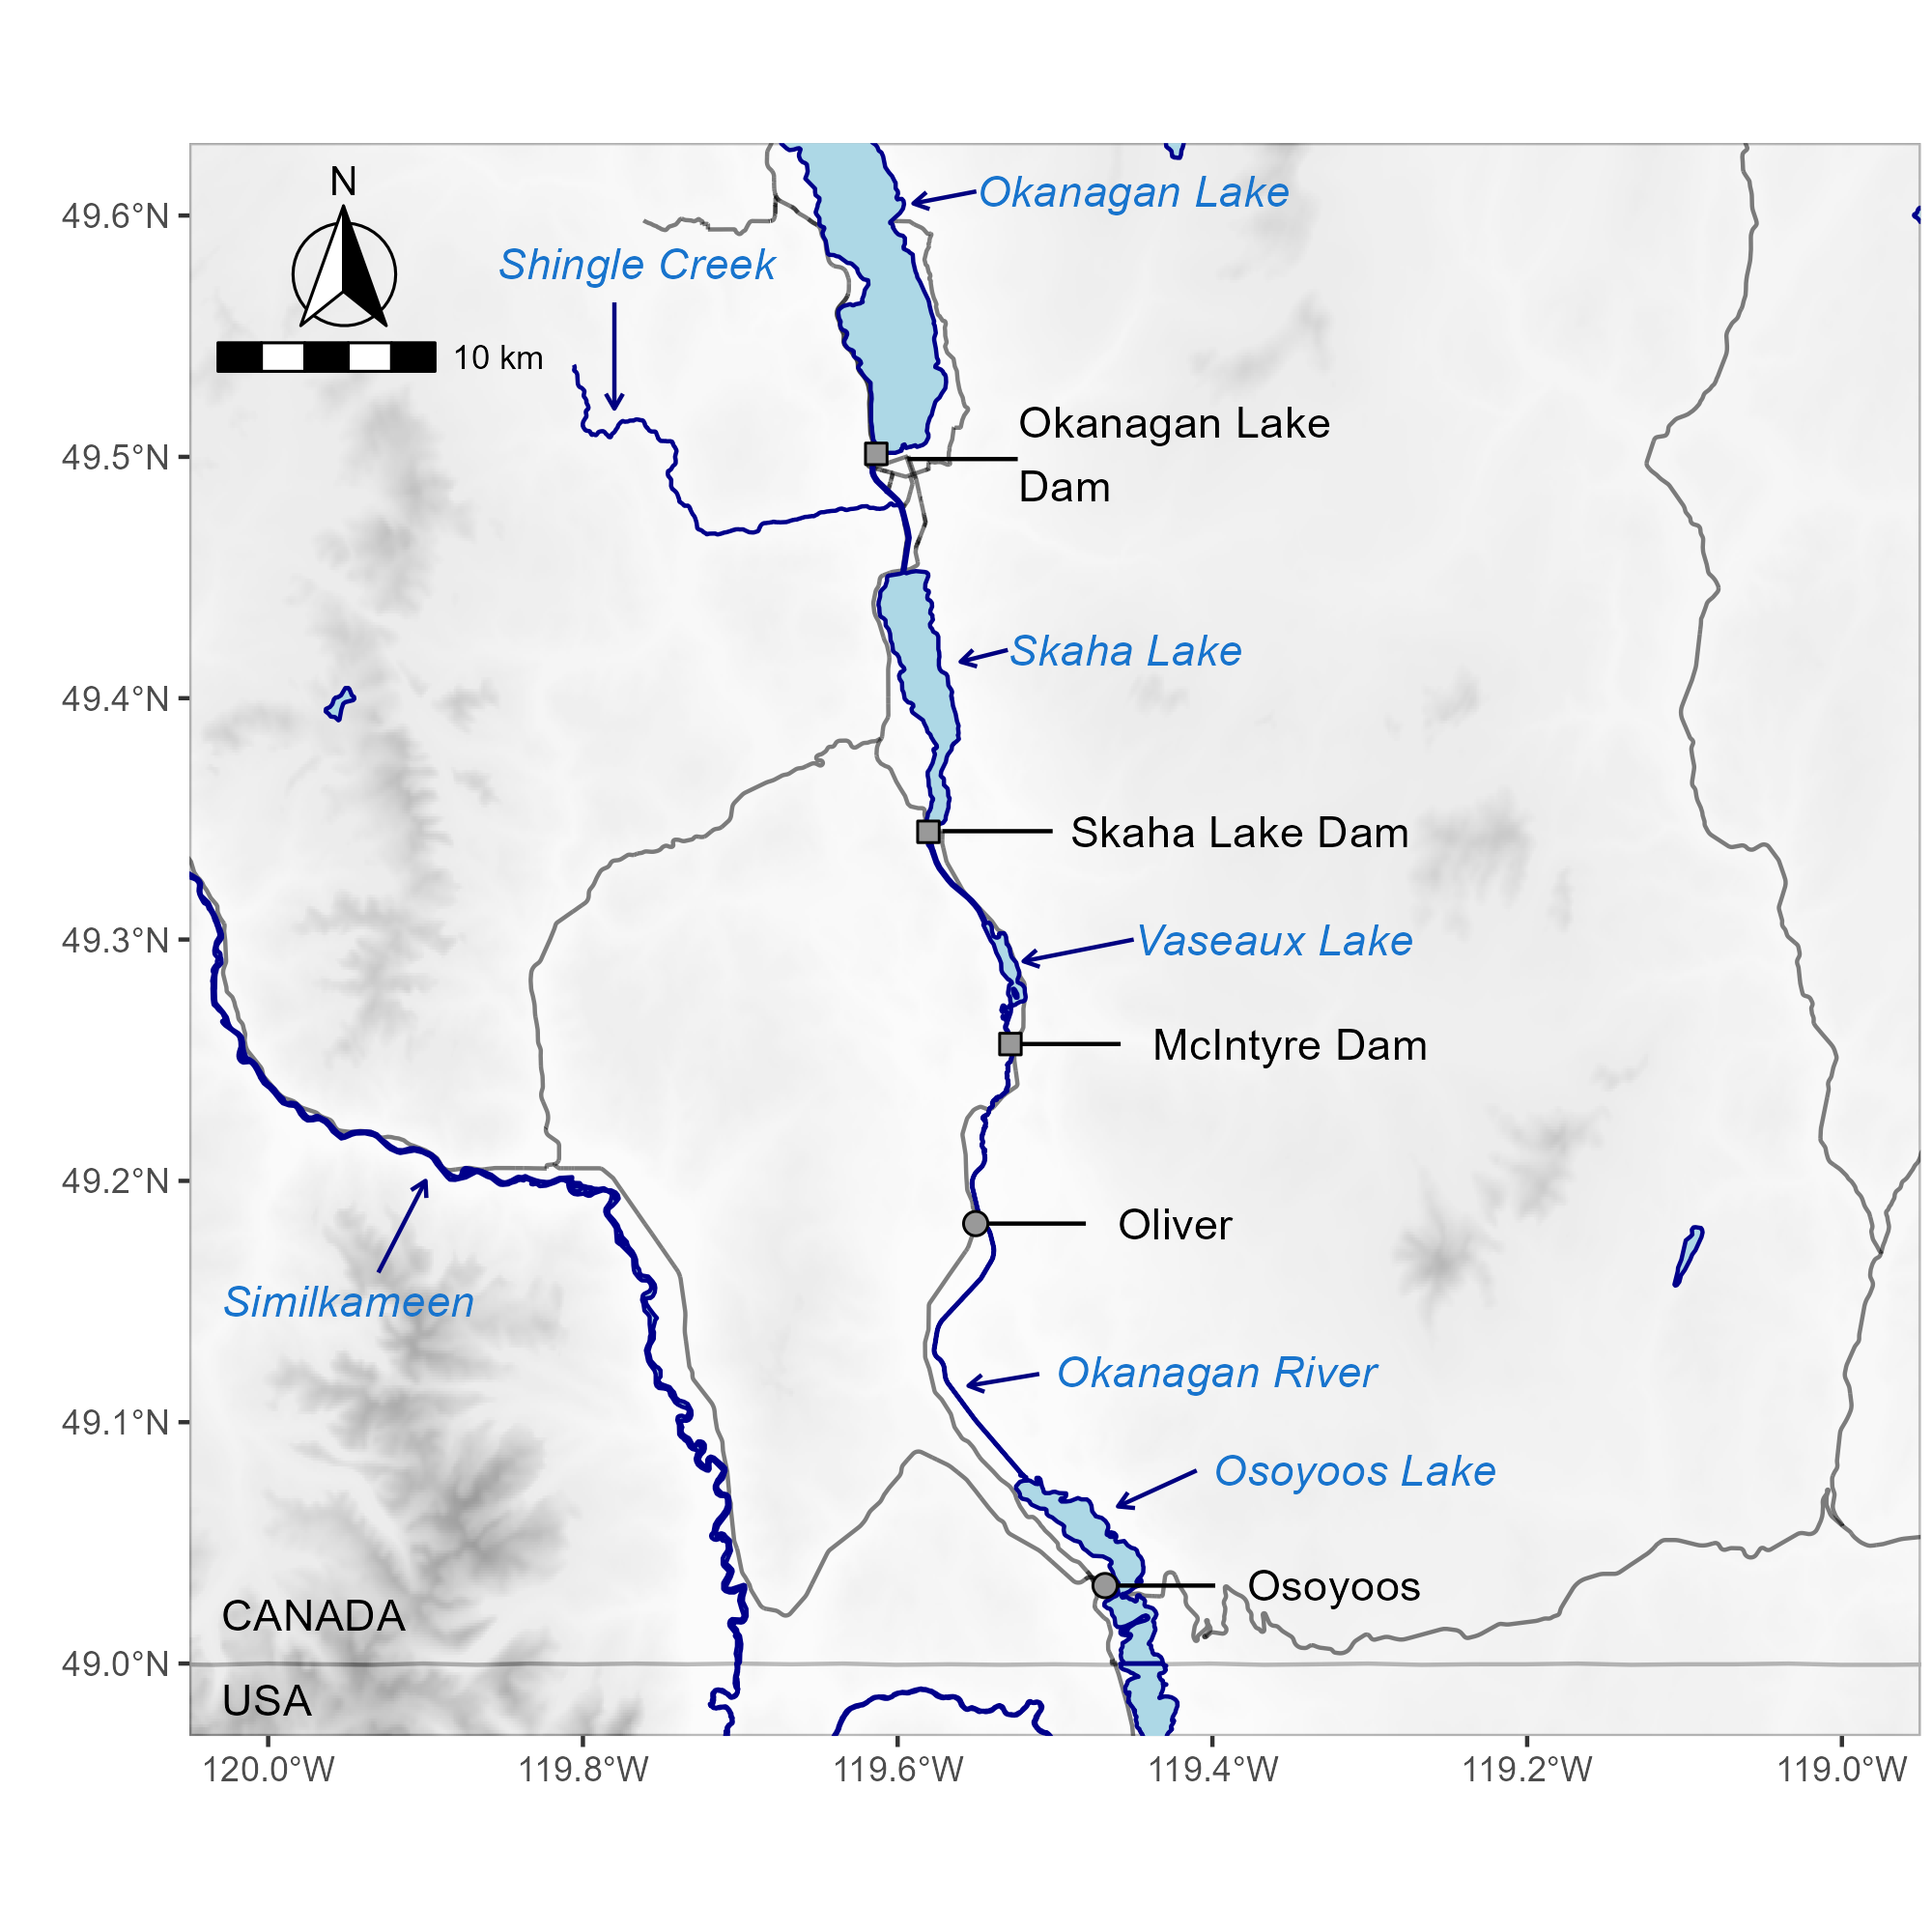 N
10 km
Okanagan Lake
Shingle Creek
Okanagan Lake
Dam
Skaha Lake
Skaha Lake Dam
Vaseaux Lake
McIntyre Dam
Oliver
Similkameen
Okanagan River
Osoyoos Lake
Osoyoos
CANADA
USA
49.6°N
49.5°N
49.4°N
49.3°N
49.2°N
49.1°N
49.0°N
120.0°W
119.8°W
119.6°W
119.4°W
119.2°W
119.0°W